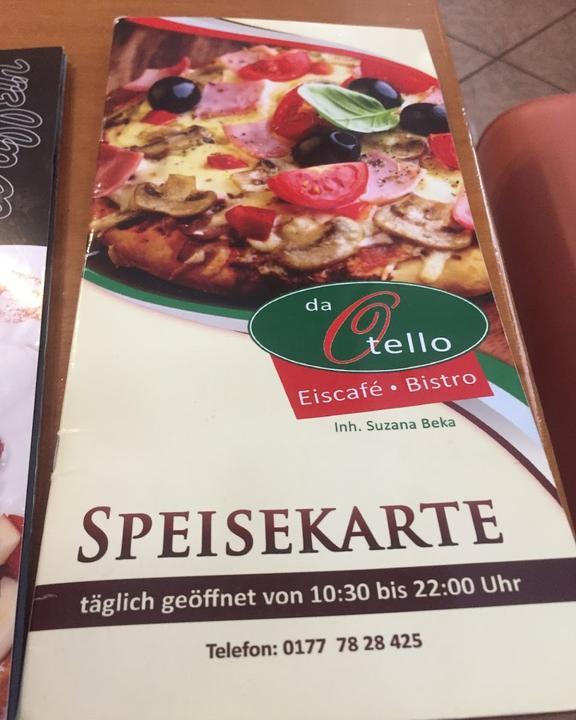 da
Otello
Eiscafé • Bistro
Inh. Suzana Beka
SPEISEKARTE
täglich geöffnet von 10:30 bis 22:00 Uhr
Telefon: 0177 78 28 425